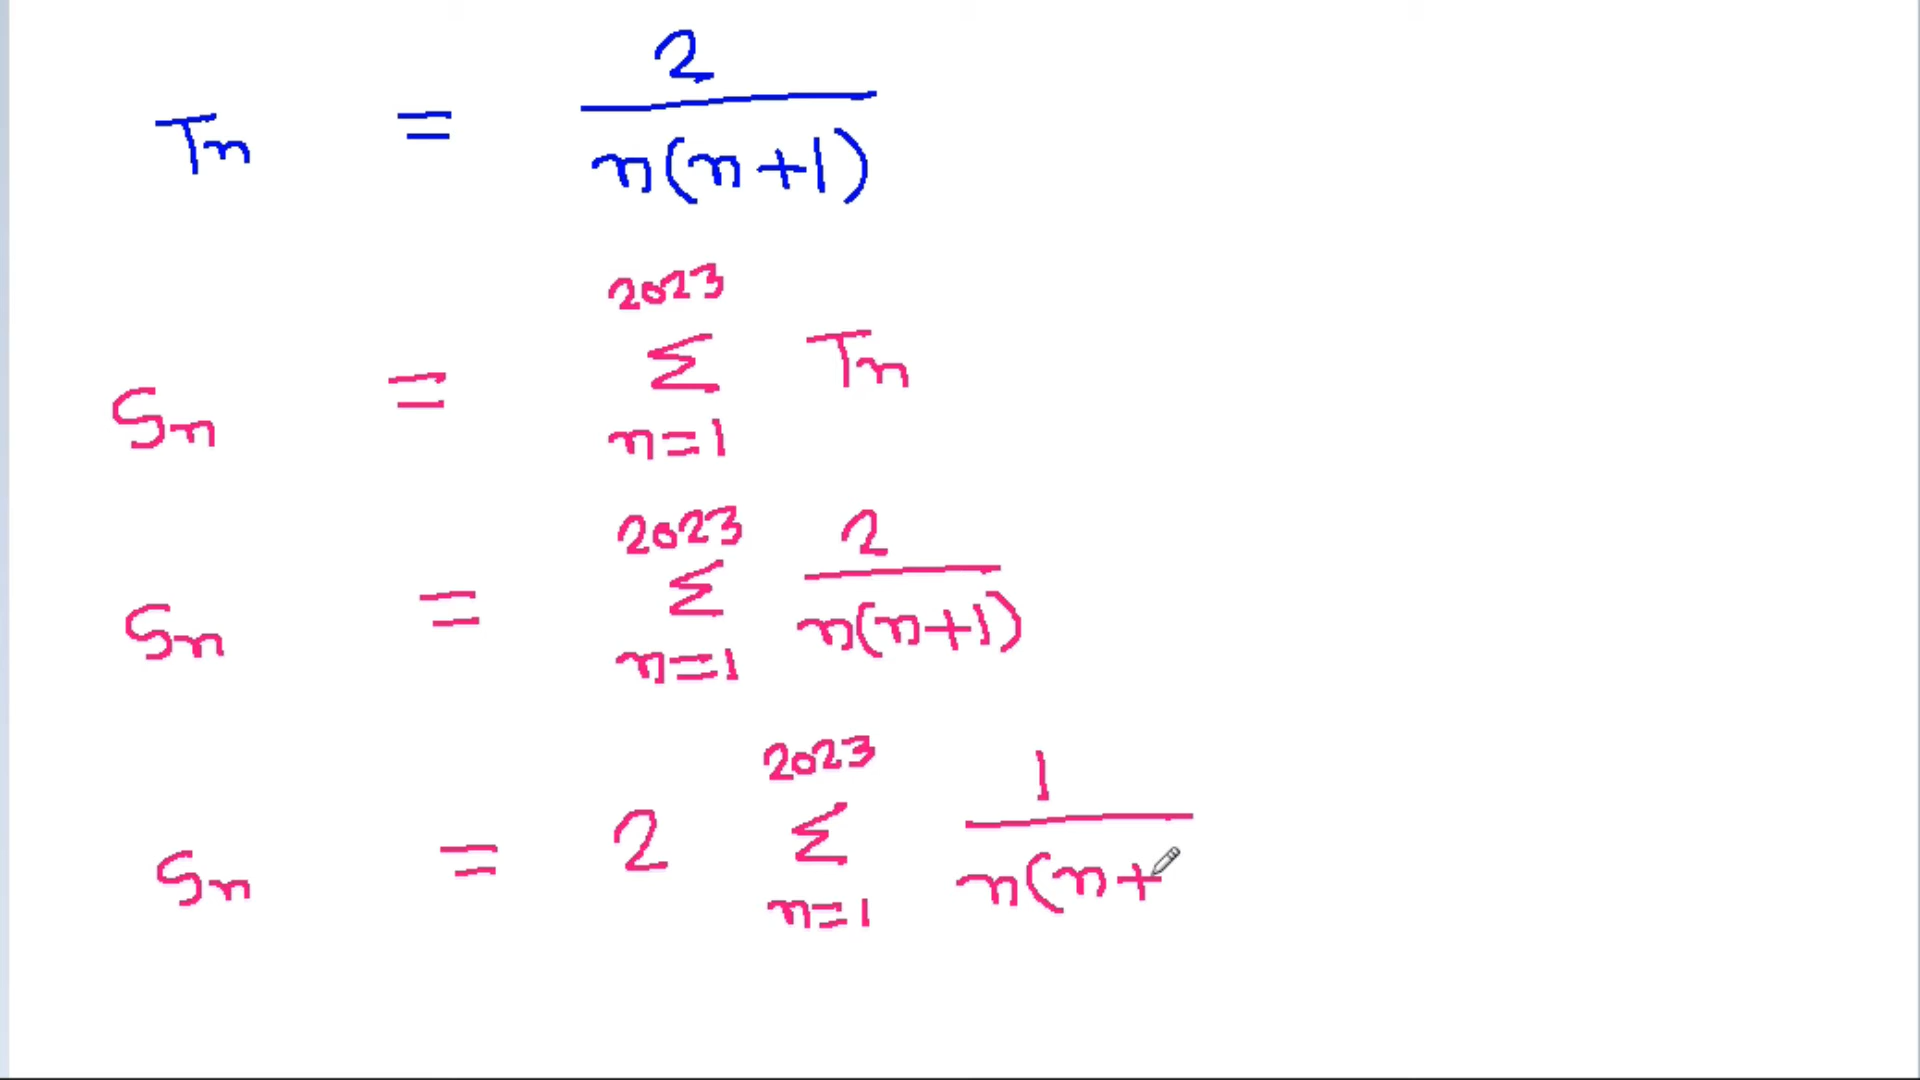 Tn = 2/n(n+1)
Sn = 2023 Σ n=1 Tn
Sn = 2023 Σ n=1 2/n(n+1)
Sn = 2 2023 Σ n=1 1/n(n+